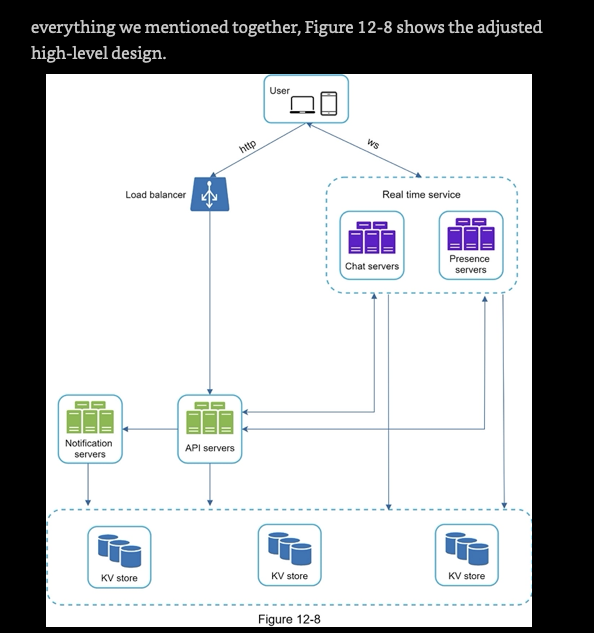 everything we mentioned together, Figure 12-8 shows the adjusted
high-level design.
User
http
ws
Load balancer
Real time service
Chat servers
Presence
servers
Notification
servers
API servers
KV store
KV store
KV store
Figure 12-8